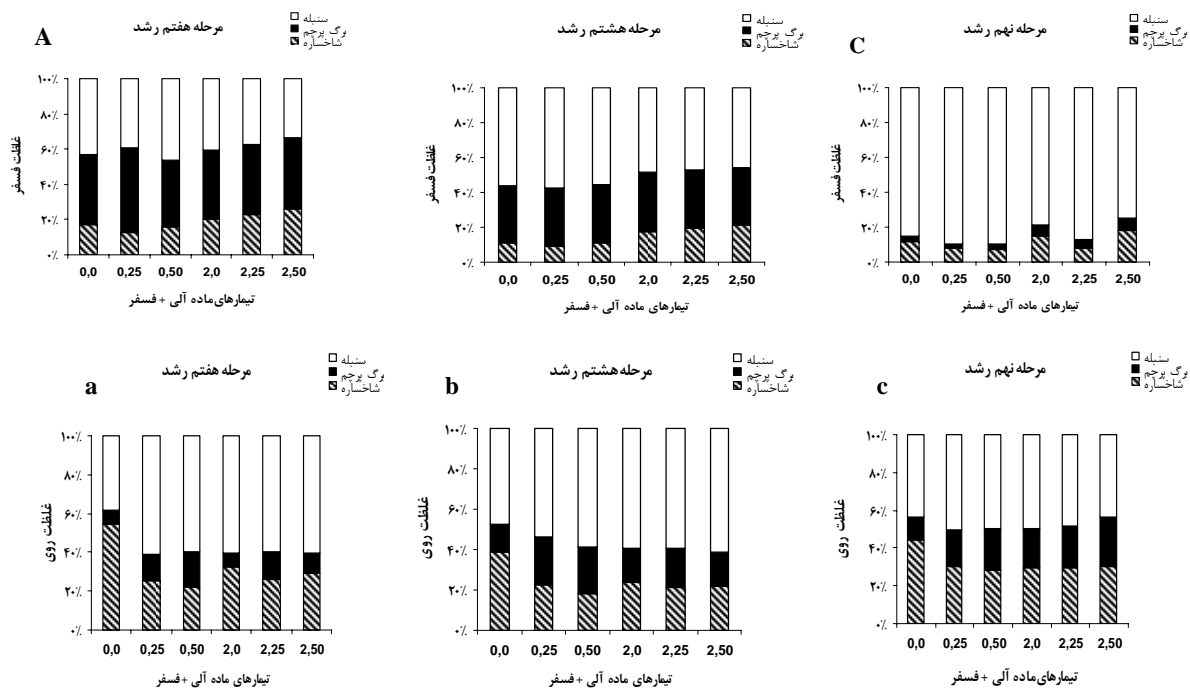 A
مرحله هفتم رشد
سنبله
برگ پرچم
شاخساره
غلظت فسفر
۱۰۰٪
۸۰٪
۶۰٪
۴۰٪
۲۰٪
۰٪
0,0 0,25 0,50 2,0 2,25 2,50
تیمارهای ماده آلی + فسفر
مرحله هشتم رشد
سنبله
برگ پرچم
شاخساره
غلظت فسفر
۱۰۰٪
۸۰٪
۶۰٪
۴۰٪
۲۰٪
۰٪
0,0 0,25 0,50 2,0 2,25 2,50
تیمارهای ماده آلی + فسفر
C
مرحله نهم رشد
سنبله
برگ پرچم
شاخساره
غلظت فسفر
۱۰۰٪
۸۰٪
۶۰٪
۴۰٪
۲۰٪
۰٪
0,0 0,25 0,50 2,0 2,25 2,50
تیمارهای ماده آلی + فسفر
a
مرحله هفتم رشد
سنبله
برگ پرچم
شاخساره
غلظت روی
۱۰۰٪
۸۰٪
۶۰٪
۴۰٪
۲۰٪
۰٪
0,0 0,25 0,50 2,0 2,25 2,50
تیمارهای ماده آلی + فسفر
b
مرحله هشتم رشد
سنبله
برگ پرچم
شاخساره
غلظت روی
۱۰۰٪
۸۰٪
۶۰٪
۴۰٪
۲۰٪
۰٪
0,0 0,25 0,50 2,0 2,25 2,50
تیمارهای ماده آلی + فسفر
c
مرحله نهم رشد
سنبله
برگ پرچم
شاخساره
غلظت روی
۱۰۰٪
۸۰٪
۶۰٪
۴۰٪
۲۰٪
۰٪
0,0 0,25 0,50 2,0 2,25 2,50
تیمارهای ماده آلی + فسفر